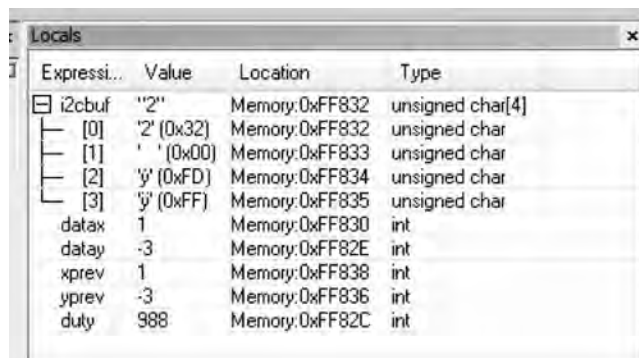 Locals
Expressi... Value Location Type
i2cbuf "2" Memory:0xFF832 unsigned char[4]
[0] '2' (0x32) Memory:0xFF832 unsigned char
[1] ' ' (0x00) Memory:0xFF833 unsigned char
[2] 'ý' (0xFD) Memory:0xFF834 unsigned char
[3] 'ÿ' (0xFF) Memory:0xFF835 unsigned char
datax 1 Memory:0xFF830 int
datay -3 Memory:0xFF82E int
xprev 1 Memory:0xFF838 int
yprev -3 Memory:0xFF836 int
duty 988 Memory:0xFF82C int